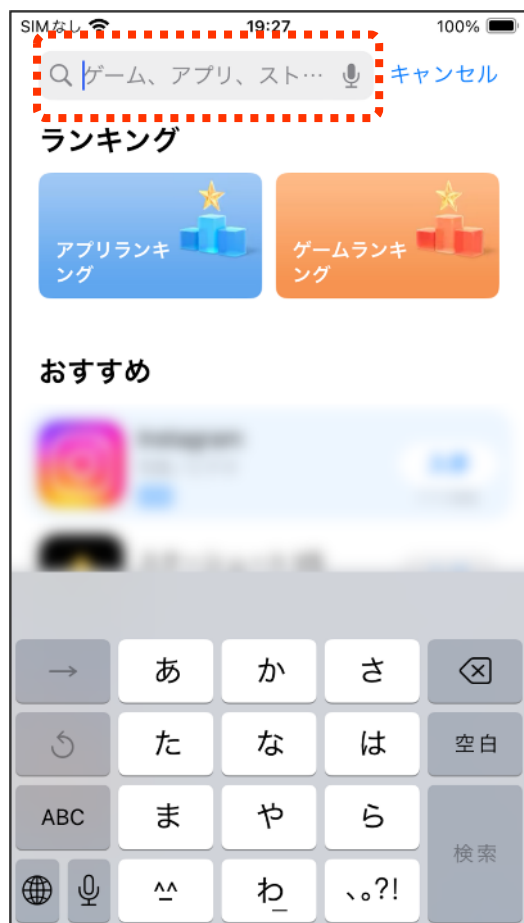 SIMなし 19:27 100%
ゲーム、アプリ、スト… キャンセル
ランキング
アプリランキ
ング
ゲームランキ
ング
おすすめ
Instagram
→ あ か さ
た な は 空白
ABC ま や ら 検索
^^ わ_ 、。?!